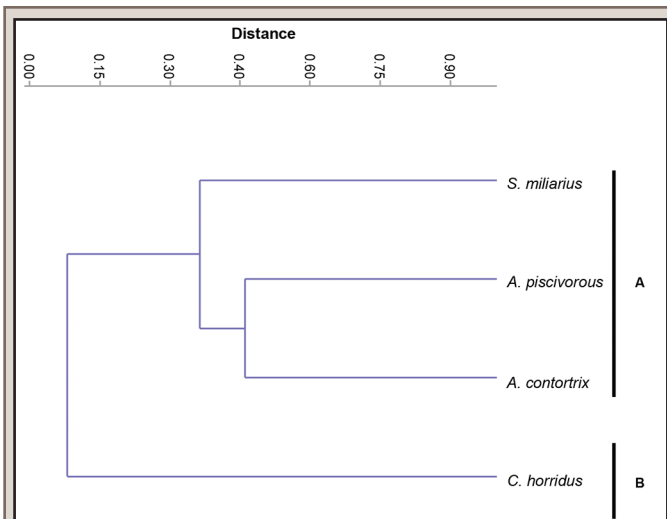 Distance
0.00 0.15 0.30 0.40 0.60 0.75 0.90
S. miliarius
A. piscivorous
A
A. contortrix
C. horridus
B